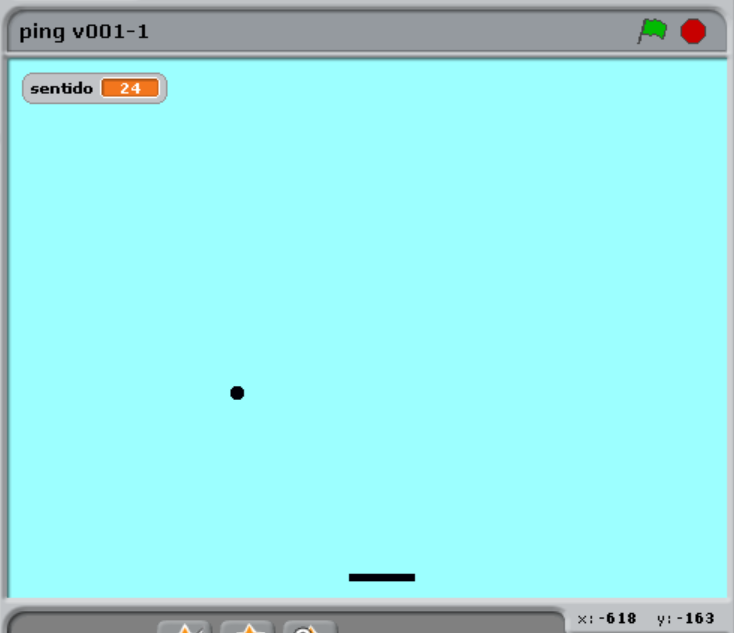 ping v001-1
sentido 24
x: -618 y: -163